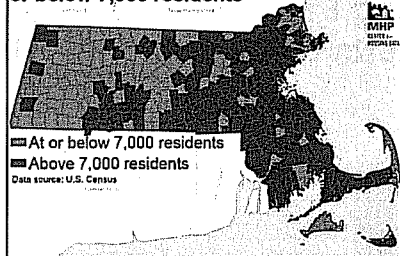 or below 7,000 residents
MHP
At or below 7,000 residents
Above 7,000 residents
Data source: U.S. Census